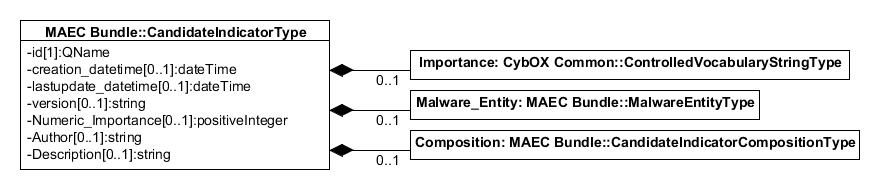 MAEC Bundle::CandidateIndicatorType
-id[1]:QName
-creation_datetime[0..1]:dateTime
-lastupdate_datetime[0..1]:dateTime
-version[0..1]:string
-Numeric_Importance[0..1]:positiveInteger
-Author[0..1]:string
-Description[0..1]:string
Importance: CybOX Common::ControlledVocabularyStringType
0..1
Malware_Entity: MAEC Bundle::MalwareEntityType
0..1
Composition: MAEC Bundle::CandidateIndicatorCompositionType
0..1